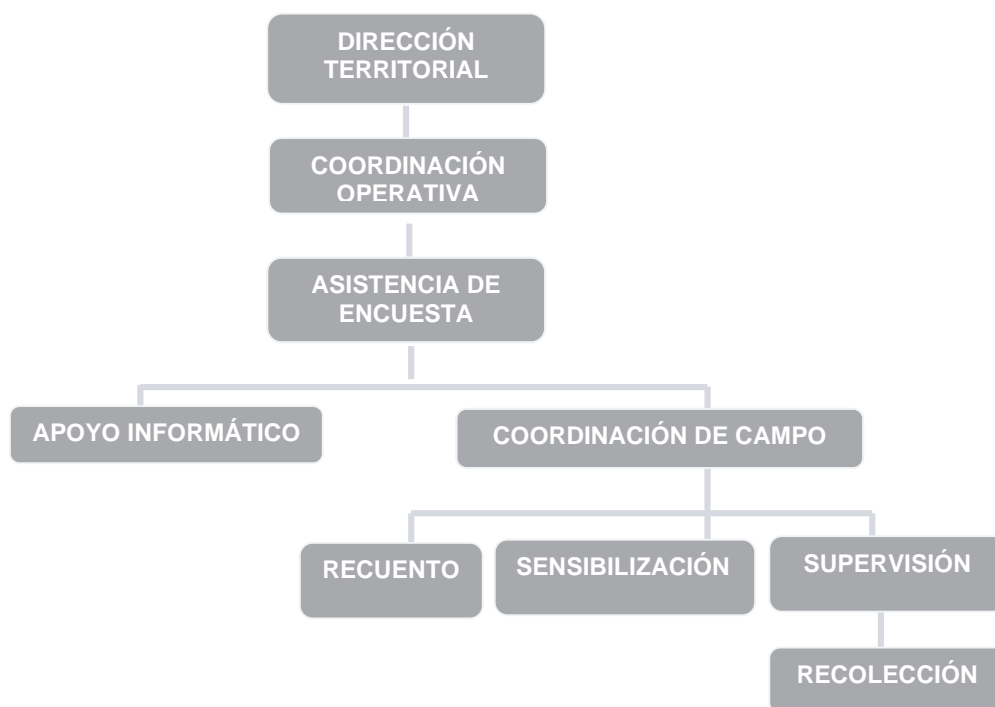 DIRECCIÓN
TERRITORIAL
COORDINACIÓN
OPERATIVA
ASISTENCIA DE
ENCUESTA
APOYO INFORMÁTICO
COORDINACIÓN DE CAMPO
RECUENTO
SENSIBILIZACIÓN
SUPERVISIÓN
RECOLECCIÓN